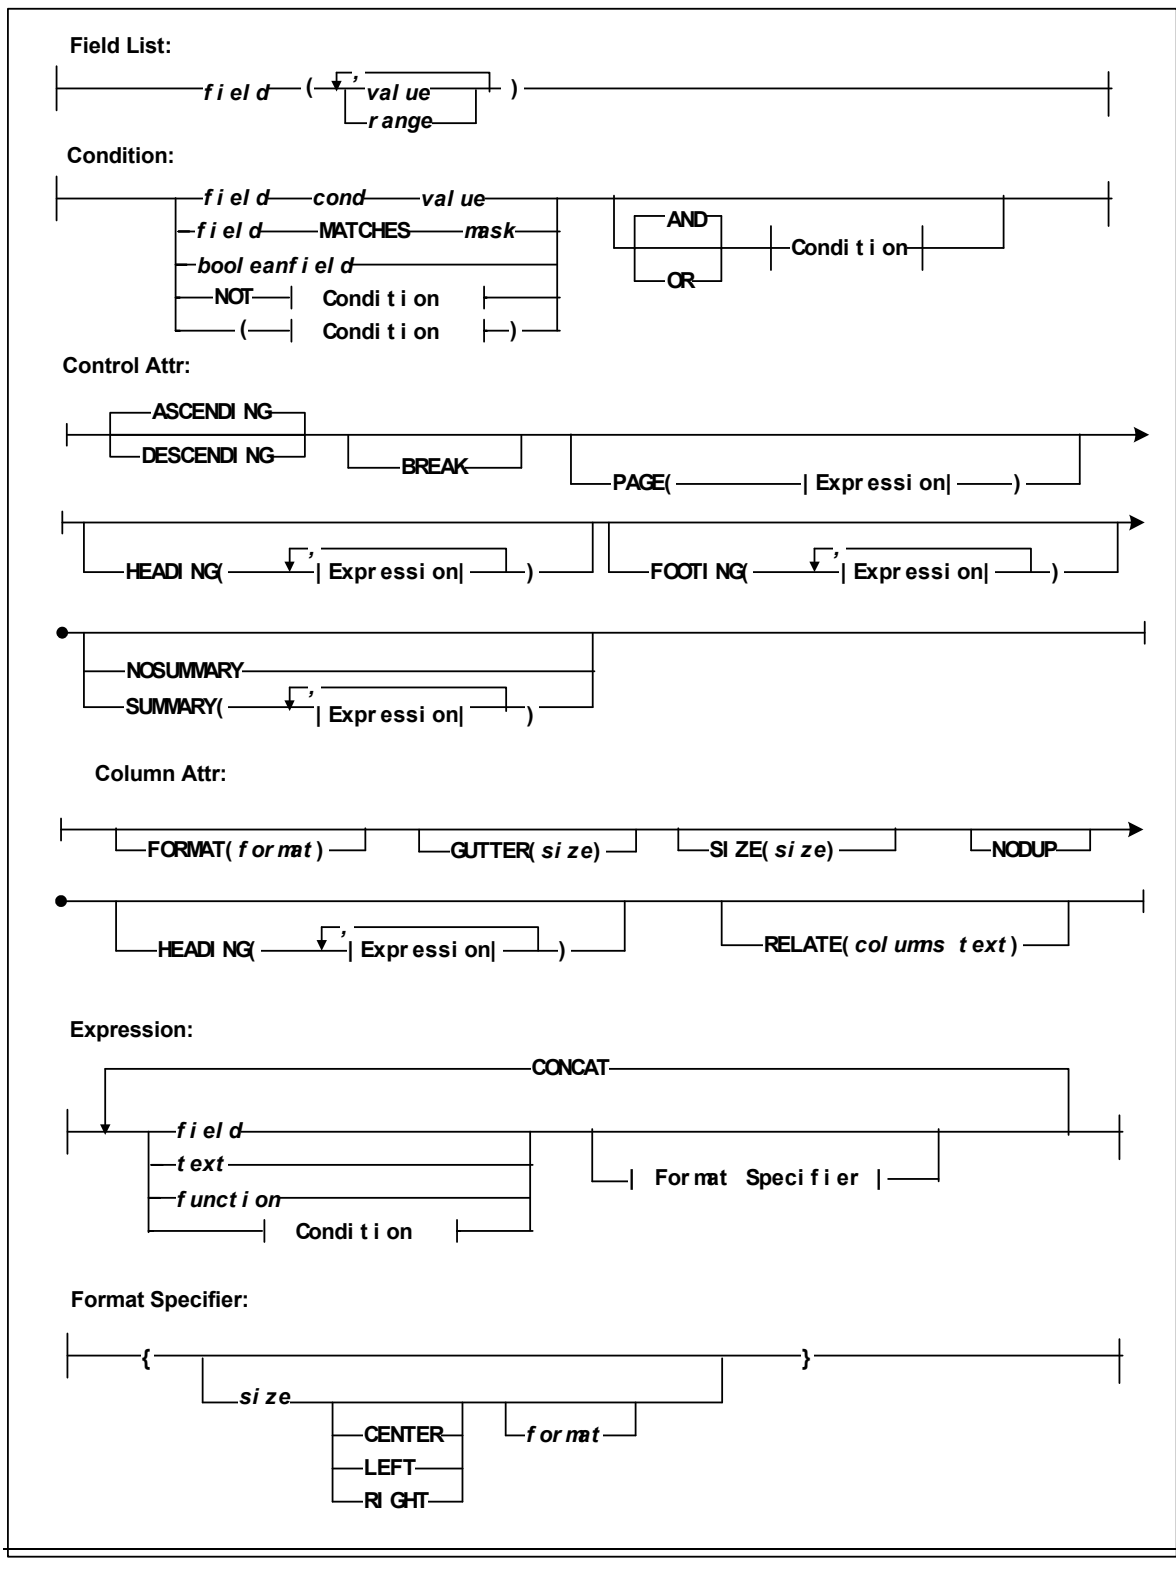 Field List:
field ( , value )
range
Condition:
field cond value AND
field MATCHES mask Condition
booleanfield OR
NOT Condition
( Condition )
Control Attr:
ASCENDING
DESCENDING BREAK PAGE( |Expression| )
HEADING( , |Expression| ) FOOTING( , |Expression| )
NOSUMMARY
SUMMARY( , |Expression| )
Column Attr:
FORMAT(format) GUTTER(size) SIZE(size) NODUP
HEADING( , |Expression| ) RELATE(colums text)
Expression:
CONCAT
field
text | Format Specifier |
function
Condition
Format Specifier:
{ }
size
CENTER format
LEFT
RIGHT